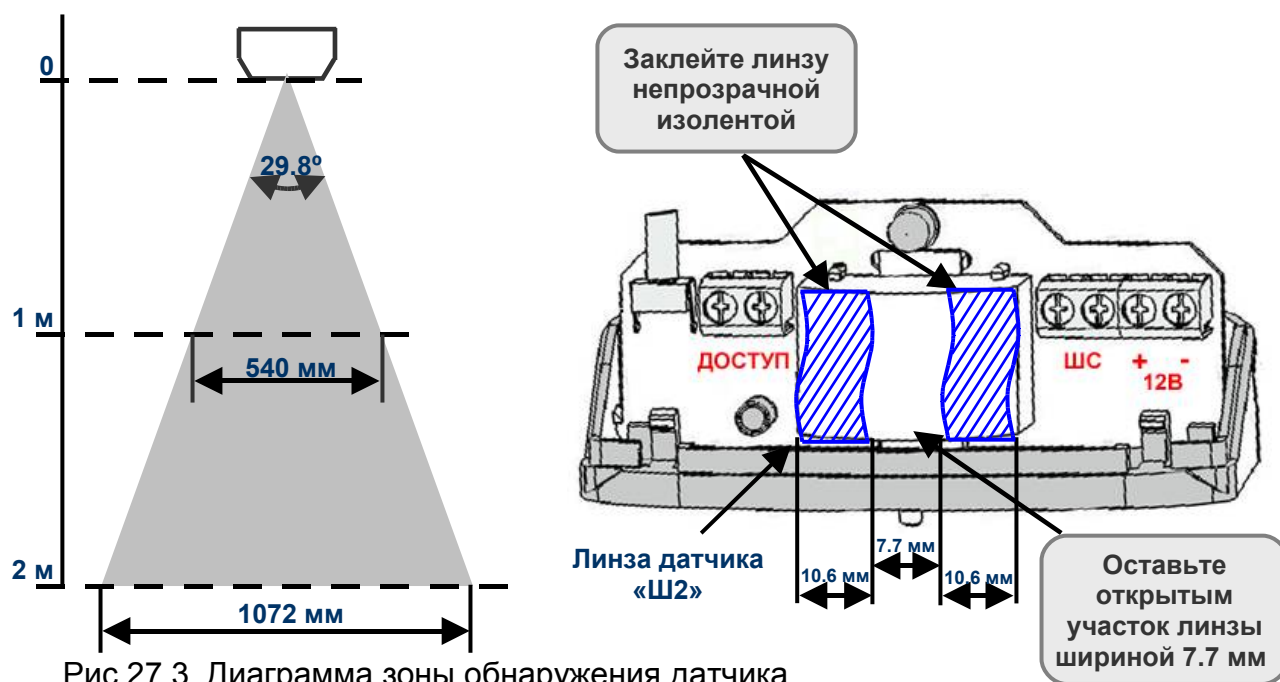 0
29.8º
1 м
540 мм
2 м
1072 мм
Заклейте линзу
непрозрачной
изолентой
ДОСТУП
ШС
+ -
12В
Линза датчика
«Ш2»
10.6 мм
7.7 мм
10.6 мм
Оставьте
открытым
участок линзы
шириной 7.7 мм
Рис.27.3. Диаграмма зоны обнаружения датчика